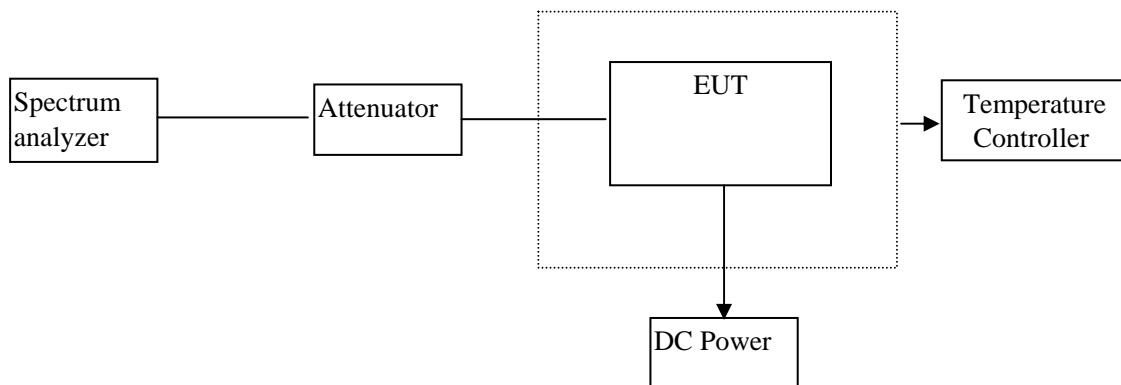 Spectrum
analyzer
Attenuator
EUT
Temperature
Controller
DC Power